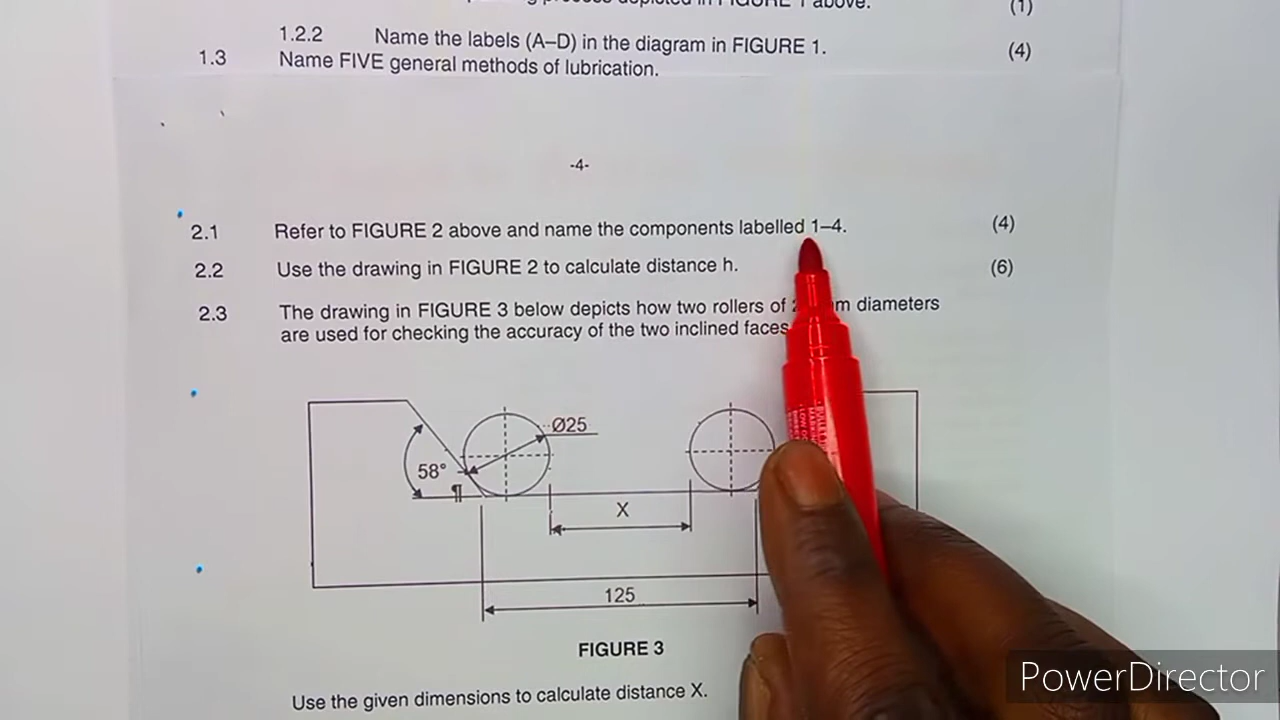 1.2.2 Name the labels (A–D) in the diagram in FIGURE 1. (4)
1.3 Name FIVE general methods of lubrication.
-4-
2.1 Refer to FIGURE 2 above and name the components labelled 1–4. (4)
2.2 Use the drawing in FIGURE 2 to calculate distance h. (6)
2.3 The drawing in FIGURE 3 below depicts how two rollers of diameters
are used for checking the accuracy of the two inclined faces
Ø25
58°
¶
X
125
FIGURE 3
Use the given dimensions to calculate distance X.
PowerDirector